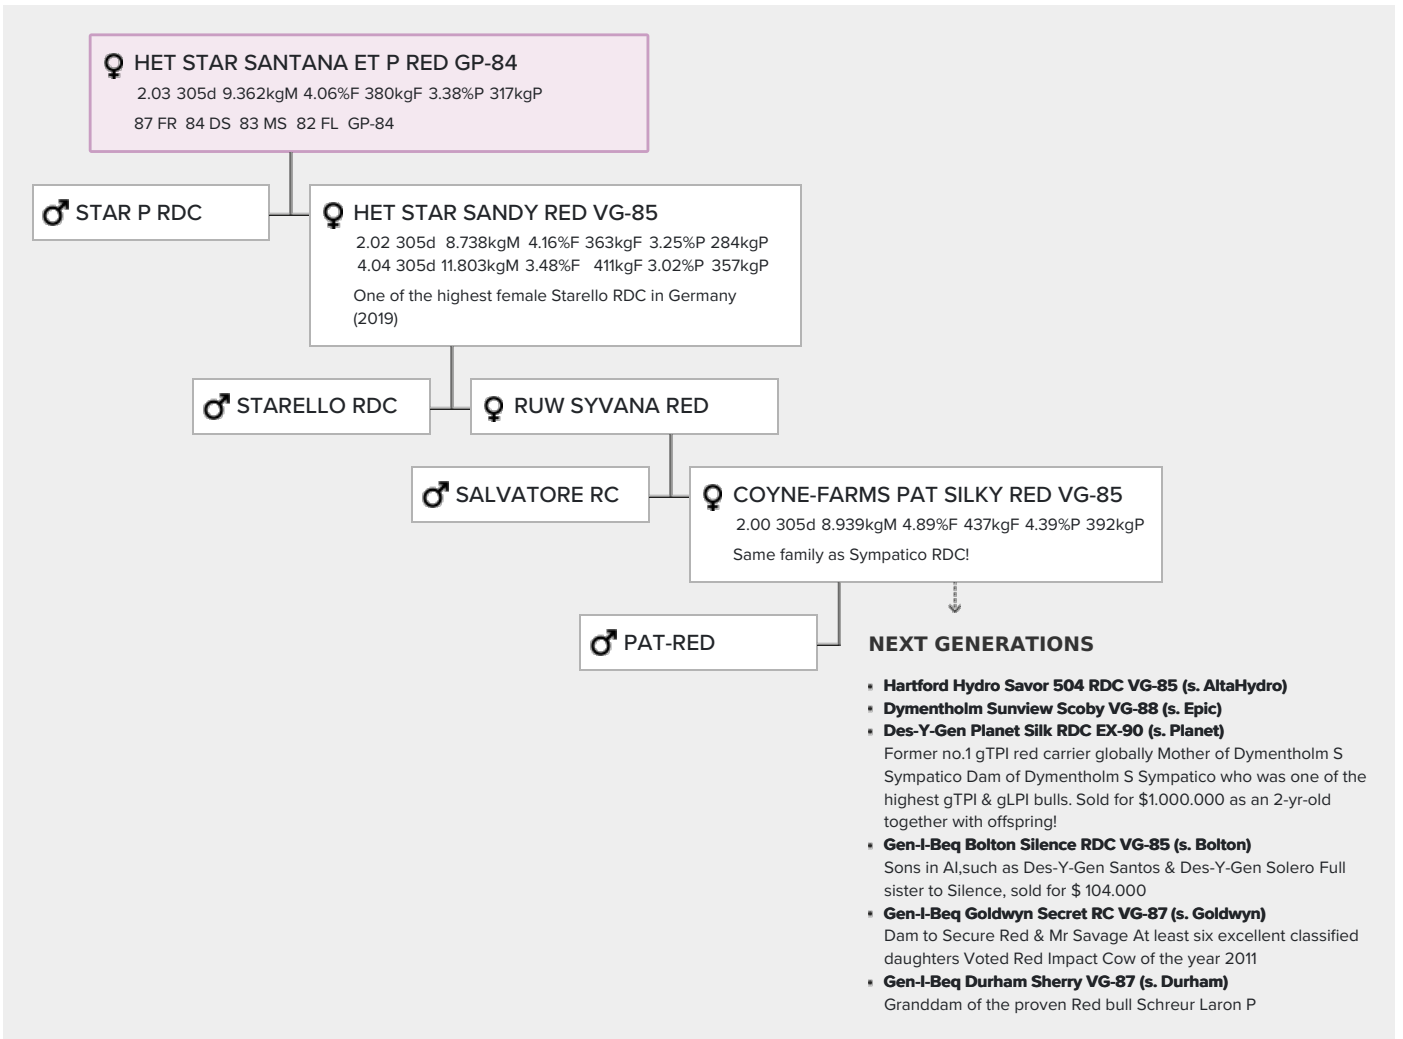 HET STAR SANTANA ET P RED GP-84
2.03 305d 9.362kgM 4.06%F 380kgF 3.38%P 317kgP
87 FR 84 DS 83 MS 82 FL GP-84
STAR P RDC
HET STAR SANDY RED VG-85
2.02 305d 8.738kgM 4.16%F 363kgF 3.25%P 284kgP
4.04 305d 11.803kgM 3.48%F 411kgF 3.02%P 357kgP
One of the highest female Starello RDC in Germany
(2019)
STARELLO RDC
RUW SYVANA RED
SALVATORE RC
COYNE-FARMS PAT SILKY RED VG-85
2.00 305d 8.939kgM 4.89%F 437kgF 4.39%P 392kgP
Same family as Sympatico RDC!
PAT-RED
NEXT GENERATIONS
Hartford Hydro Savor 504 RDC VG-85 (s. AltaHydro)
Dymentholm Sunview Scoby VG-88 (s. Epic)
Des-Y-Gen Planet Silk RDC EX-90 (s. Planet)
Former no.1 gTPI red carrier globally Mother of Dymentholm S
Sympatico Dam of Dymentholm S Sympatico who was one of the
highest gTPI & gLPI bulls. Sold for $1.000.000 as an 2-yr-old
together with offspring!
Gen-I-Beq Bolton Silence RDC VG-85 (s. Bolton)
Sons in AI,such as Des-Y-Gen Santos & Des-Y-Gen Solero Full
sister to Silence, sold for $ 104.000
Gen-I-Beq Goldwyn Secret RC VG-87 (s. Goldwyn)
Dam to Secure Red & Mr Savage At least six excellent classified
daughters Voted Red Impact Cow of the year 2011
Gen-I-Beq Durham Sherry VG-87 (s. Durham)
Granddam of the proven Red bull Schreur Laron P